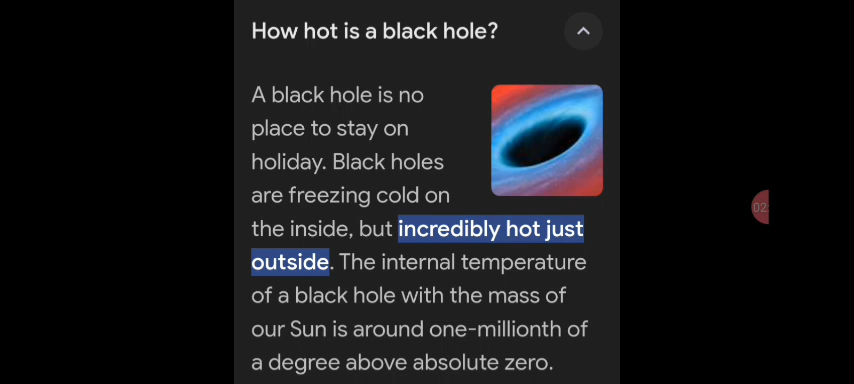 How hot is a black hole?
A black hole is no
place to stay on
holiday. Black holes
are freezing cold on
the inside, but incredibly hot just
outside. The internal temperature
of a black hole with the mass of
our Sun is around one-millionth of
a degree above absolute zero.
02